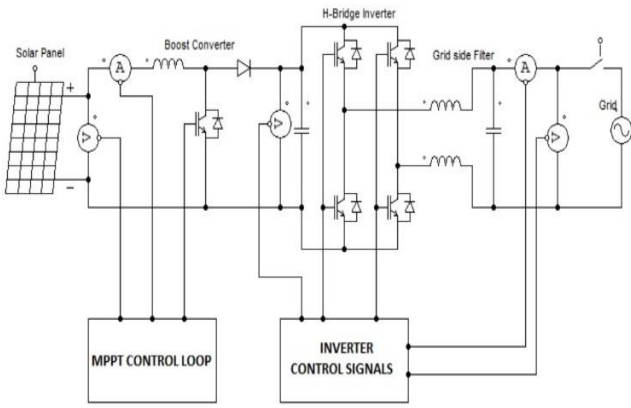 H-Bridge Inverter
Solar Panel
Boost Converter
Grid side Filter
A
A
+
V
V
V
Grid
−
MPPT CONTROL LOOP
INVERTER
CONTROL SIGNALS